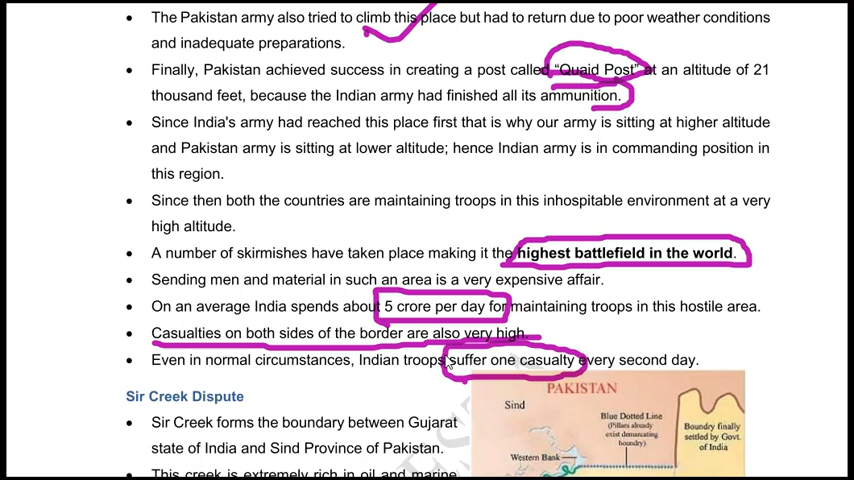 • The Pakistan army also tried to climb this place but had to return due to poor weather conditions
and inadequate preparations.
• Finally, Pakistan achieved success in creating a post called “Quaid Post” at an altitude of 21
thousand feet, because the Indian army had finished all its ammunition.
• Since India's army had reached this place first that is why our army is sitting at higher altitude
and Pakistan army is sitting at lower altitude; hence Indian army is in commanding position in
this region.
• Since then both the countries are maintaining troops in this inhospitable environment at a very
high altitude.
• A number of skirmishes have taken place making it the highest battlefield in the world.
• Sending men and material in such an area is a very expensive affair.
• On an average India spends about 5 crore per day for maintaining troops in this hostile area.
• Casualties on both sides of the border are also very high.
• Even in normal circumstances, Indian troops suffer one casualty every second day.
Sir Creek Dispute
• Sir Creek forms the boundary between Gujarat
state of India and Sind Province of Pakistan.
• This creek is extremely rich in oil and marine
PAKISTAN
Sind
Blue Dotted Line
(Pillars already
exist demarcating
boundry)
Western Bank
Boundry finally
settled by Govt.
of India